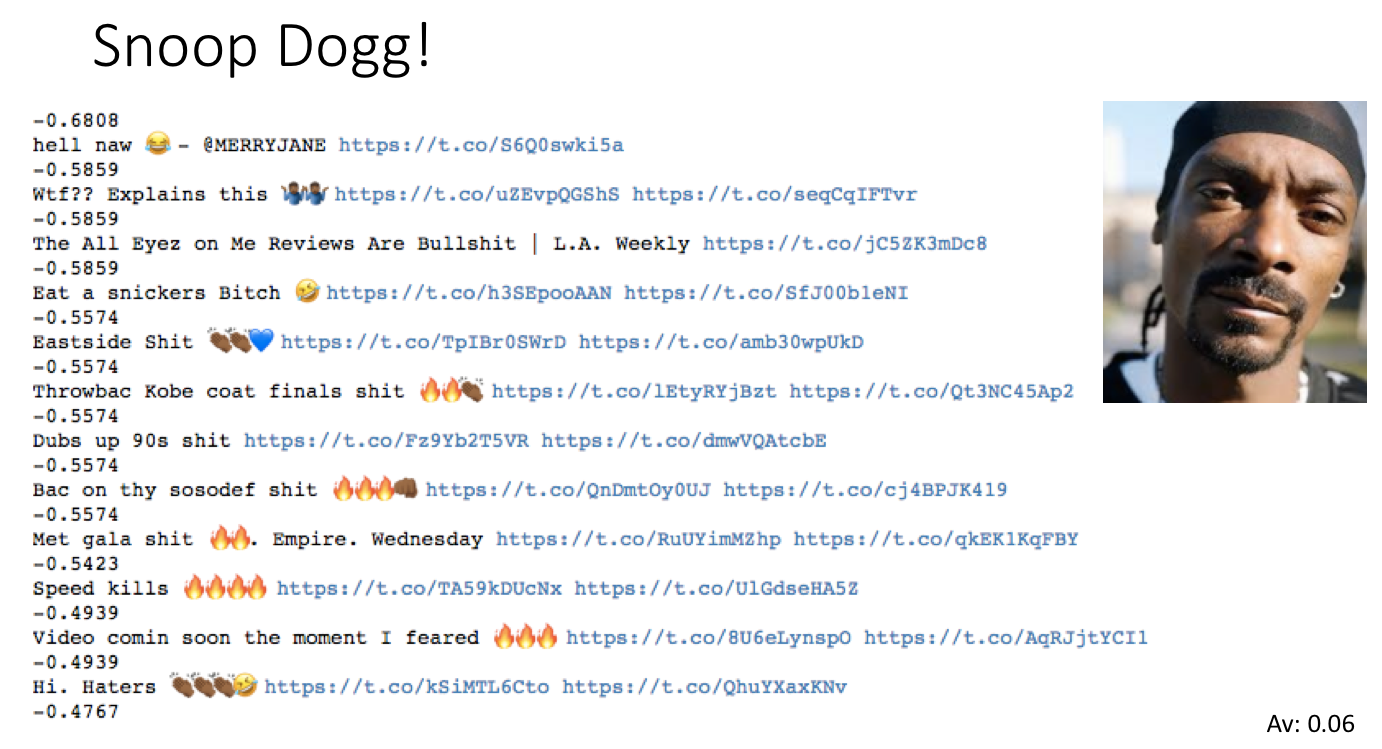 Snoop Dogg!
-0.6808
hell naw 😂 - @MERRYJANE https://t.co/S6Q0swki5a
-0.5859
Wtf?? Explains this 🤷🏾‍♂️🤷🏾‍♂️ https://t.co/uZEvpQGShS https://t.co/seqCqIFTvr
-0.5859
The All Eyez on Me Reviews Are Bullshit | L.A. Weekly https://t.co/jC5ZK3mDc8
-0.5859
Eat a snickers Bitch 🤣 https://t.co/h3SEpooAAN https://t.co/SfJ00bleNI
-0.5574
Eastside Shit 👏🏾👏🏾💙 https://t.co/TpIBr0SWrD https://t.co/amb30wpUkD
-0.5574
Throwbac Kobe coat finals shit 🔥🔥👏🏾 https://t.co/lEtyRYjBzt https://t.co/Qt3NC45Ap2
-0.5574
Dubs up 90s shit https://t.co/Fz9Yb2T5VR https://t.co/dmwVQAtcbE
-0.5574
Bac on thy sosodef shit 🔥🔥🔥👊🏾 https://t.co/QnDmtOy0UJ https://t.co/cj4BPJK419
-0.5574
Met gala shit 🔥🔥. Empire. Wednesday https://t.co/RuUYimMZhp https://t.co/qkEK1KqFBY
-0.5423
Speed kills 🔥🔥🔥🔥 https://t.co/TA59kDUcNx https://t.co/UlGdseHA5Z
-0.4939
Video comin soon the moment I feared 🔥🔥🔥 https://t.co/8U6eLynspO https://t.co/AqRJjtYCI1
-0.4939
Hi. Haters 👏🏾👏🏾👏🏾🤣 https://t.co/kSiMTL6Cto https://t.co/QhuYXaxKNv
-0.4767
Av: 0.06